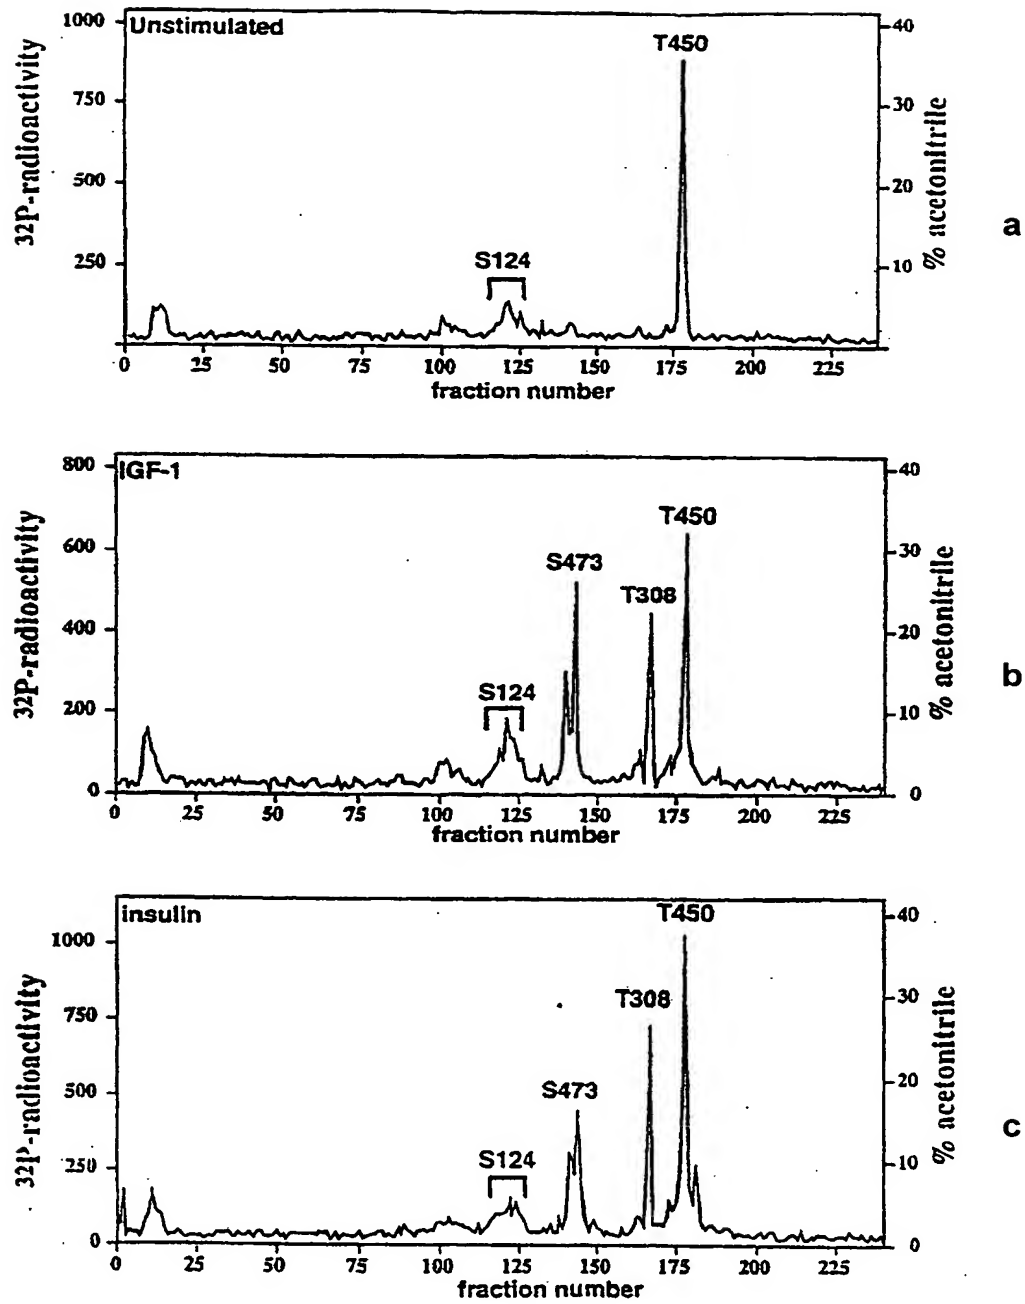 Unstimulated
32P-radioactivity
1000
750
500
250
0 25 50 75 100 125 150 175 200 225
fraction number
S124
T450
40
30
20
10
% acetonitrile
a
IGF-1
32P-radioactivity
800
600
400
200
0
0 25 50 75 100 125 150 175 200 225
fraction number
S124
S473
T308
T450
40
30
20
10
0
% acetonitrile
b
insulin
32P-radioactivity
1000
750
500
250
0
0 25 50 75 100 125 150 175 200 225
fraction number
S124
S473
T308
T450
40
30
20
10
0
% acetonitrile
c